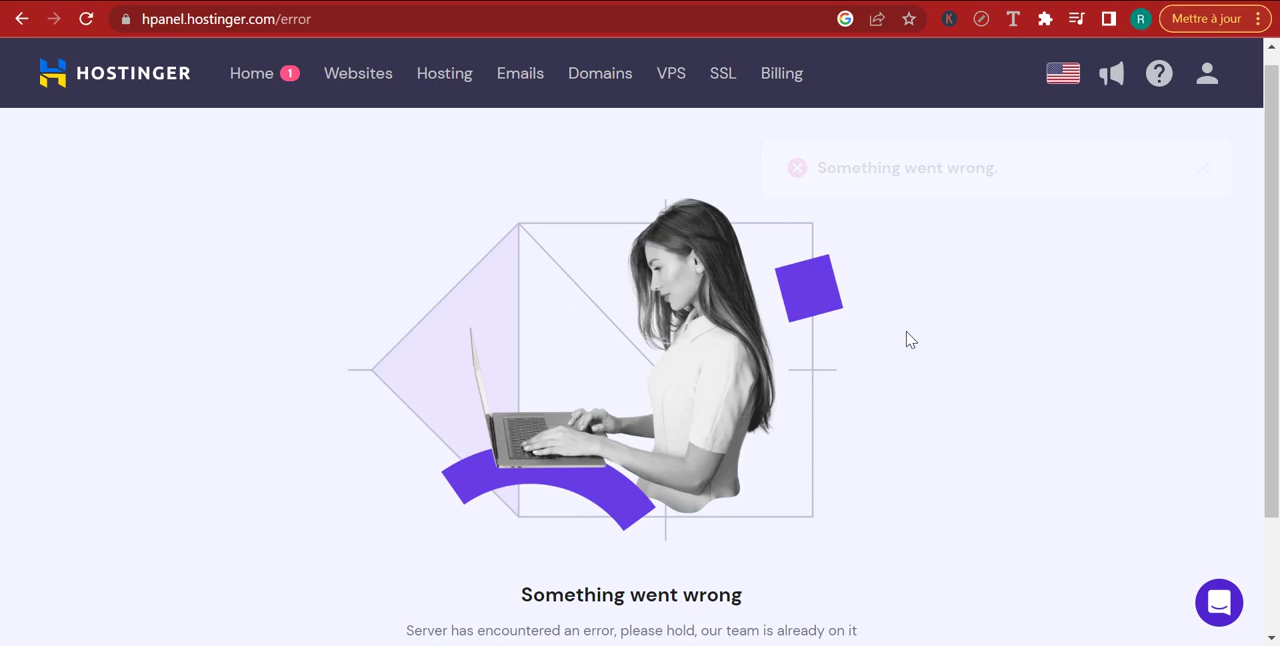 hpanel.hostinger.com/error
K
T
R
Mettre à jour
HOSTINGER
Home 1
Websites
Hosting
Emails
Domains
VPS
SSL
Billing
?
Something went wrong.
Something went wrong
Server has encountered an error, please hold, our team is already on it